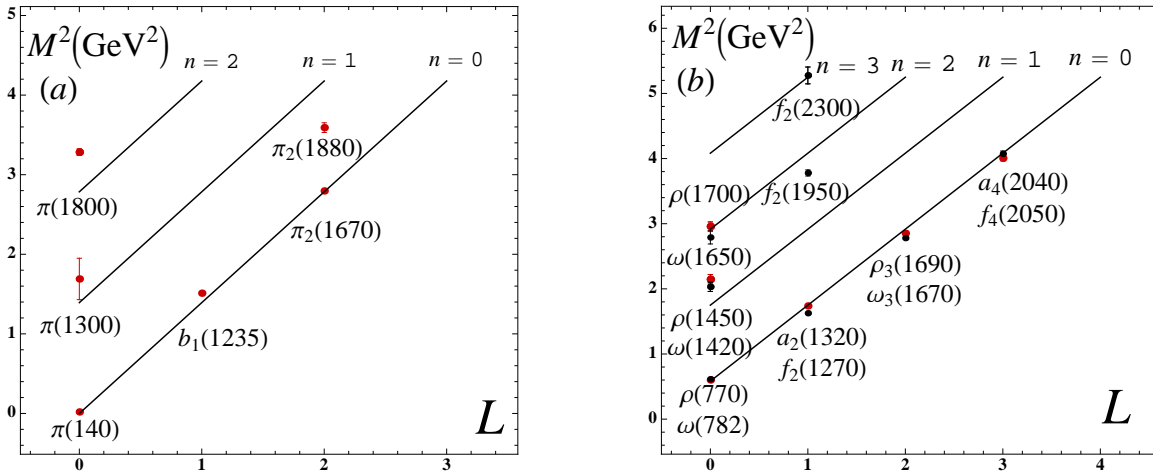 M²(GeV²)
(a)
n = 2
n = 1
n = 0
5
4
3
2
1
0
π(1800)
π₂(1880)
π₂(1670)
π(1300)
b₁(1235)
π(140)
L
0
1
2
3
M²(GeV²)
(b)
n = 3
n = 2
n = 1
n = 0
6
5
4
3
2
1
0
f₂(2300)
ρ(1700)
f₂(1950)
a₄(2040)
f₄(2050)
ω(1650)
ρ₃(1690)
ω₃(1670)
ρ(1450)
ω(1420)
a₂(1320)
f₂(1270)
ρ(770)
ω(782)
L
0
1
2
3
4